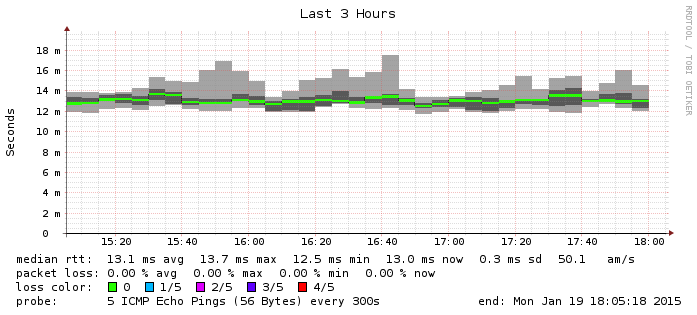 Last 3 Hours
RRDTOOL / TOBI OETIKER
Seconds
18 m
16 m
14 m
12 m
10 m
8 m
6 m
4 m
2 m
0
15:20 15:40 16:00 16:20 16:40 17:00 17:20 17:40 18:00
median rtt: 13.1 ms avg 13.7 ms max 12.5 ms min 13.0 ms now 0.3 ms sd 50.1 am/s
packet loss: 0.00 % avg 0.00 % max 0.00 % min 0.00 % now
loss color: 0 1/5 2/5 3/5 4/5
probe: 5 ICMP Echo Pings (56 Bytes) every 300s end: Mon Jan 19 18:05:18 2015